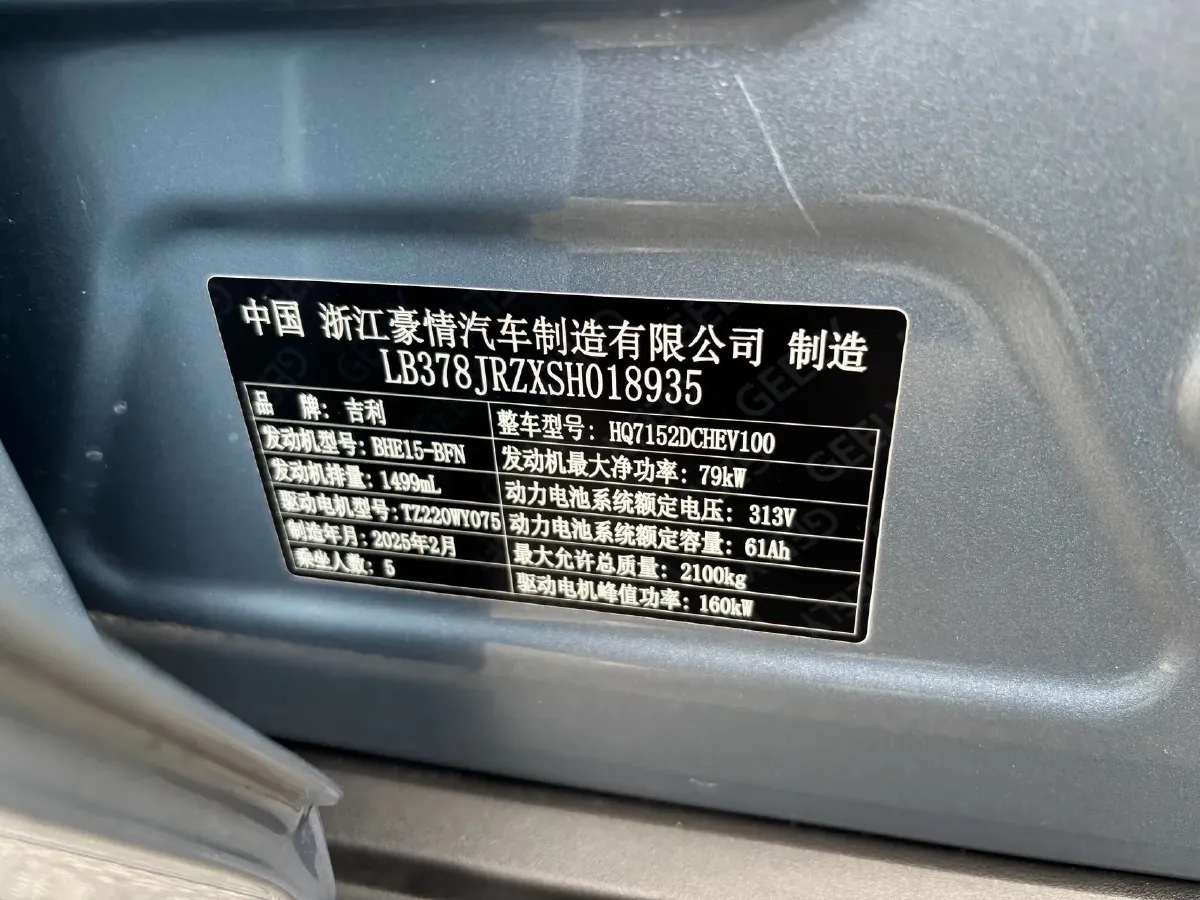 中国 浙江豪情汽车制造有限公司 制造
LB378JRZXSH018935
品 牌: 吉利
整车型号: HQ7152DCHEV100
发动机型号: BHE15-BFN
发动机最大净功率: 79kW
发动机排量: 1499mL
动力电池系统额定电压: 313V
驱动电机型号: TZ220WY075
动力电池系统额定容量: 61Ah
制造年月: 2025年2月
最大允许总质量: 2100kg
乘坐人数: 5
驱动电机峰值功率: 160kW